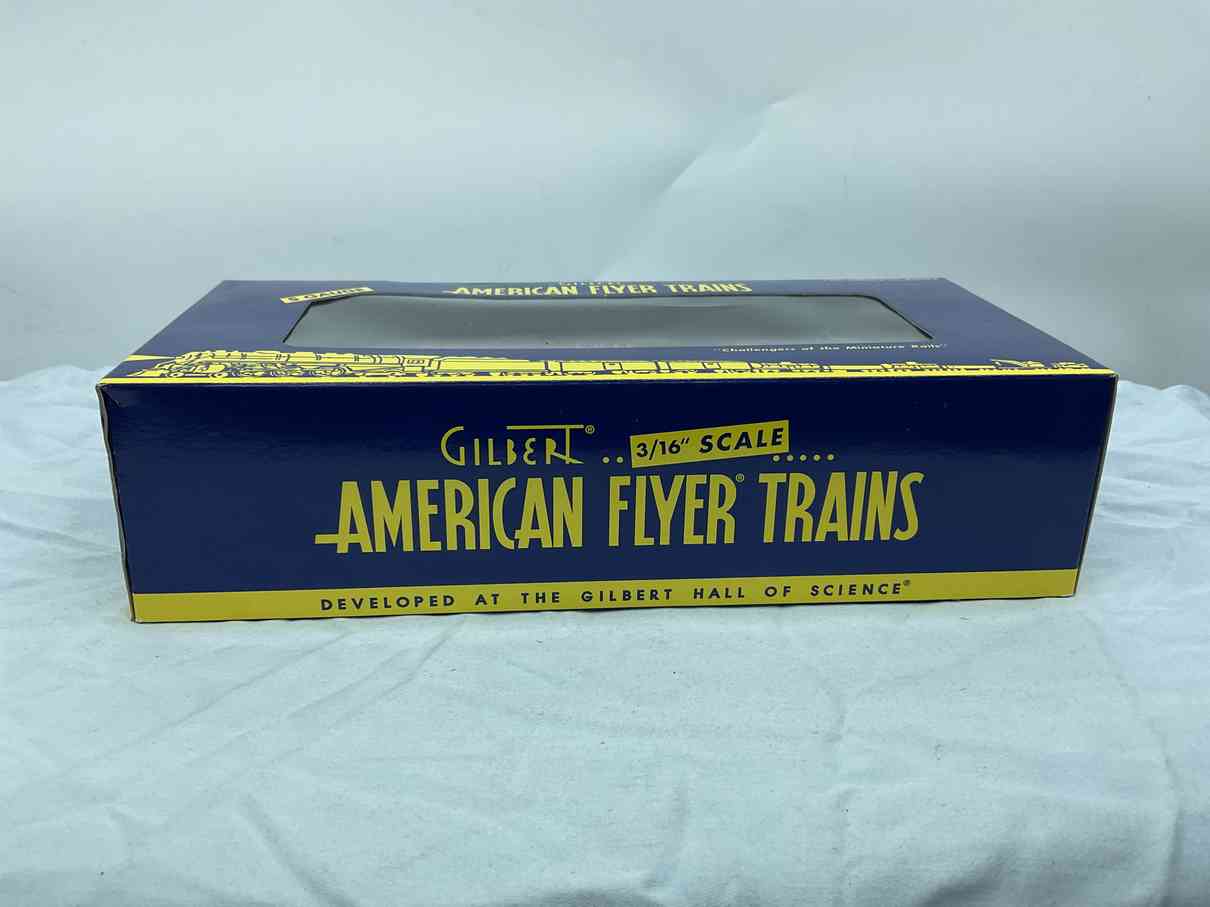 S GAUGE
AMERICAN FLYER TRAINS
"Challengers of the Miniature Rails"
GILBERT® .. 3/16" SCALE .....
AMERICAN FLYER® TRAINS
DEVELOPED AT THE GILBERT HALL OF SCIENCE®